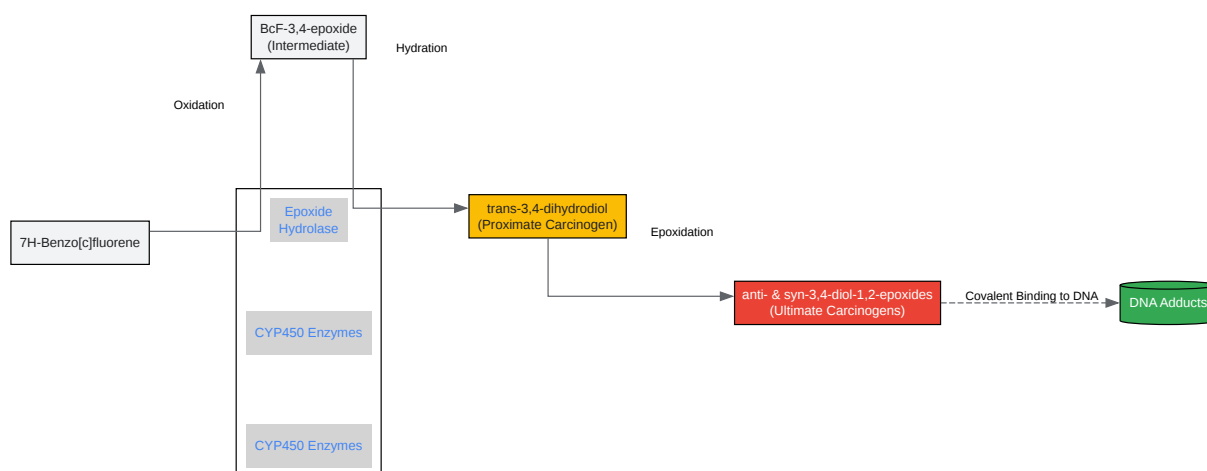 BcF-3,4-epoxide
(Intermediate)
Hydration
Oxidation
Epoxide
Hydrolase
trans-3,4-dihydrodiol
(Proximate Carcinogen)
7H-Benzo[c]fluorene
Epoxidation
anti- & syn-3,4-diol-1,2-epoxides
(Ultimate Carcinogens)
Covalent Binding to DNA
DNA Adducts
CYP450 Enzymes
CYP450 Enzymes